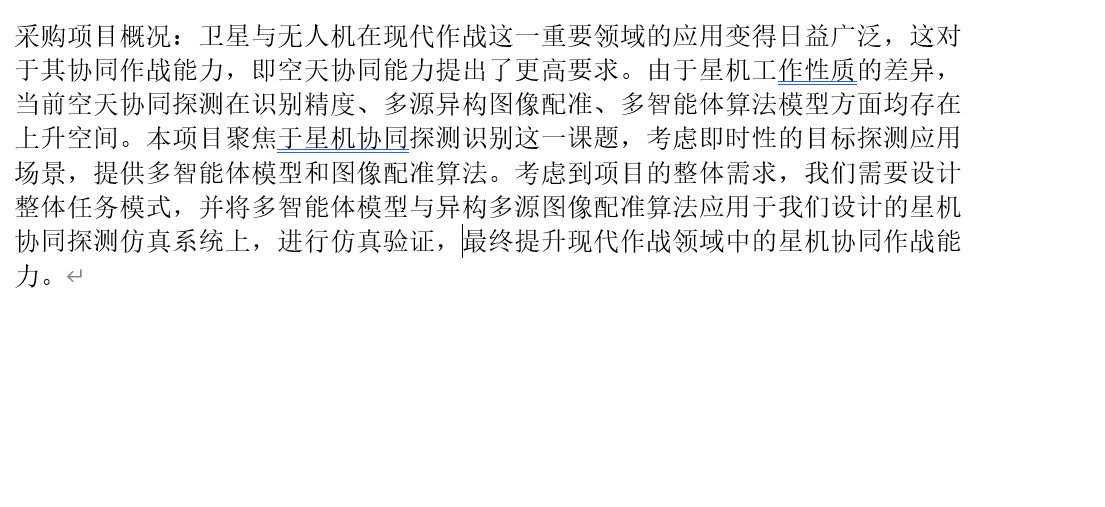 采购项目概况：卫星与无人机在现代作战这一重要领域的应用变得日益广泛，这对
于其协同作战能力，即空天协同能力提出了更高要求。由于星机工作性质的差异，
当前空天协同探测在识别精度、多源异构图像配准、多智能体算法模型方面均存在
上升空间。本项目聚焦于星机协同探测识别这一课题，考虑即时性的目标探测应用
场景，提供多智能体模型和图像配准算法。考虑到项目的整体需求，我们需要设计
整体任务模式，并将多智能体模型与异构多源图像配准算法应用于我们设计的星机
协同探测仿真系统上，进行仿真验证，最终提升现代作战领域中的星机协同作战能
力。